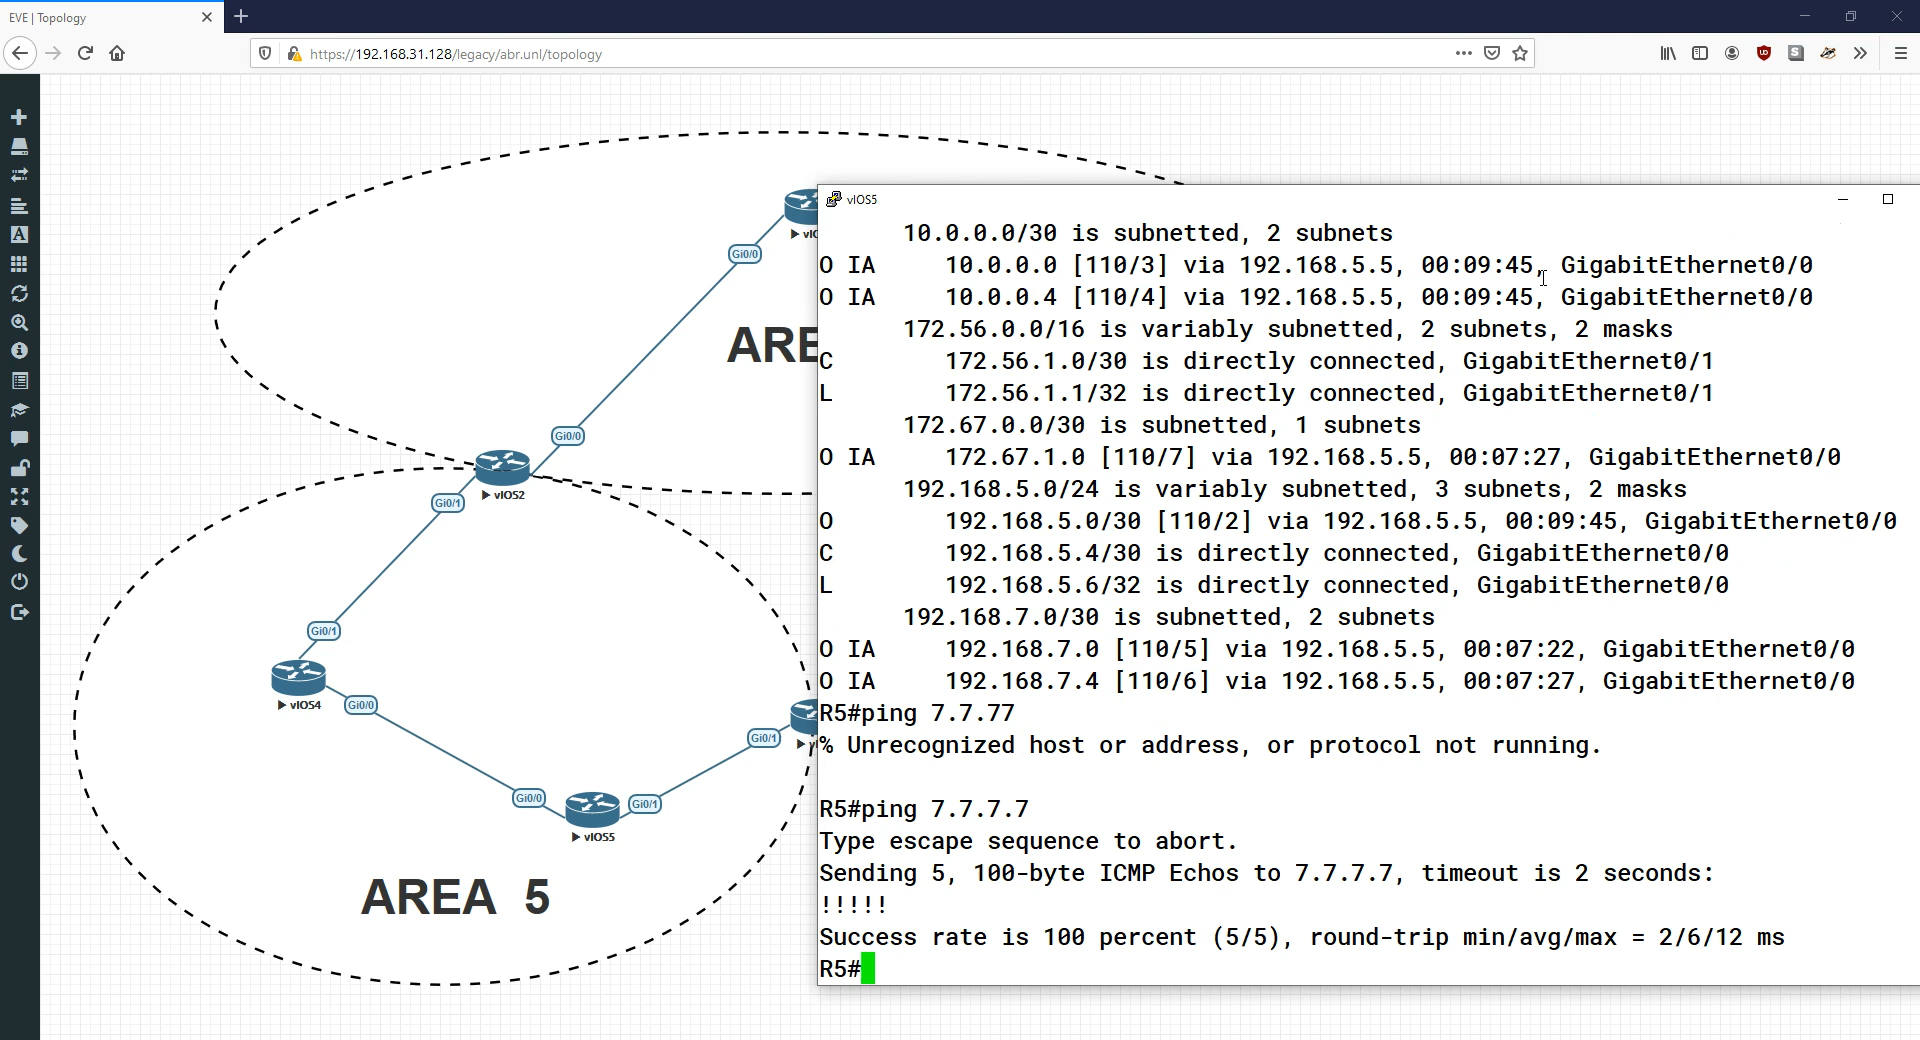 EVE | Topology
https://192.168.31.128/legacy/abr.unl/topology
vIOS5
10.0.0.0/30 is subnetted, 2 subnets
O IA     10.0.0.0 [110/3] via 192.168.5.5, 00:09:45, GigabitEthernet0/0
O IA     10.0.0.4 [110/4] via 192.168.5.5, 00:09:45, GigabitEthernet0/0
172.56.0.0/16 is variably subnetted, 2 subnets, 2 masks
C        172.56.1.0/30 is directly connected, GigabitEthernet0/1
L        172.56.1.1/32 is directly connected, GigabitEthernet0/1
172.67.0.0/30 is subnetted, 1 subnets
O IA     172.67.1.0 [110/7] via 192.168.5.5, 00:07:27, GigabitEthernet0/0
192.168.5.0/24 is variably subnetted, 3 subnets, 2 masks
O        192.168.5.0/30 [110/2] via 192.168.5.5, 00:09:45, GigabitEthernet0/0
C        192.168.5.4/30 is directly connected, GigabitEthernet0/0
L        192.168.5.6/32 is directly connected, GigabitEthernet0/0
192.168.7.0/30 is subnetted, 2 subnets
O IA     192.168.7.0 [110/5] via 192.168.5.5, 00:07:22, GigabitEthernet0/0
O IA     192.168.7.4 [110/6] via 192.168.5.5, 00:07:27, GigabitEthernet0/0
R5#ping 7.7.77
% Unrecognized host or address, or protocol not running.
R5#ping 7.7.7.7
Type escape sequence to abort.
Sending 5, 100-byte ICMP Echos to 7.7.7.7, timeout is 2 seconds:
!!!!!
Success rate is 100 percent (5/5), round-trip min/avg/max = 2/6/12 ms
R5#
Gi0/0
ARE
Gi0/0
vIOS2
Gi0/1
Gi0/1
vIOS4
Gi0/0
Gi0/1
Gi0/0
Gi0/1
vIOS5
AREA 5